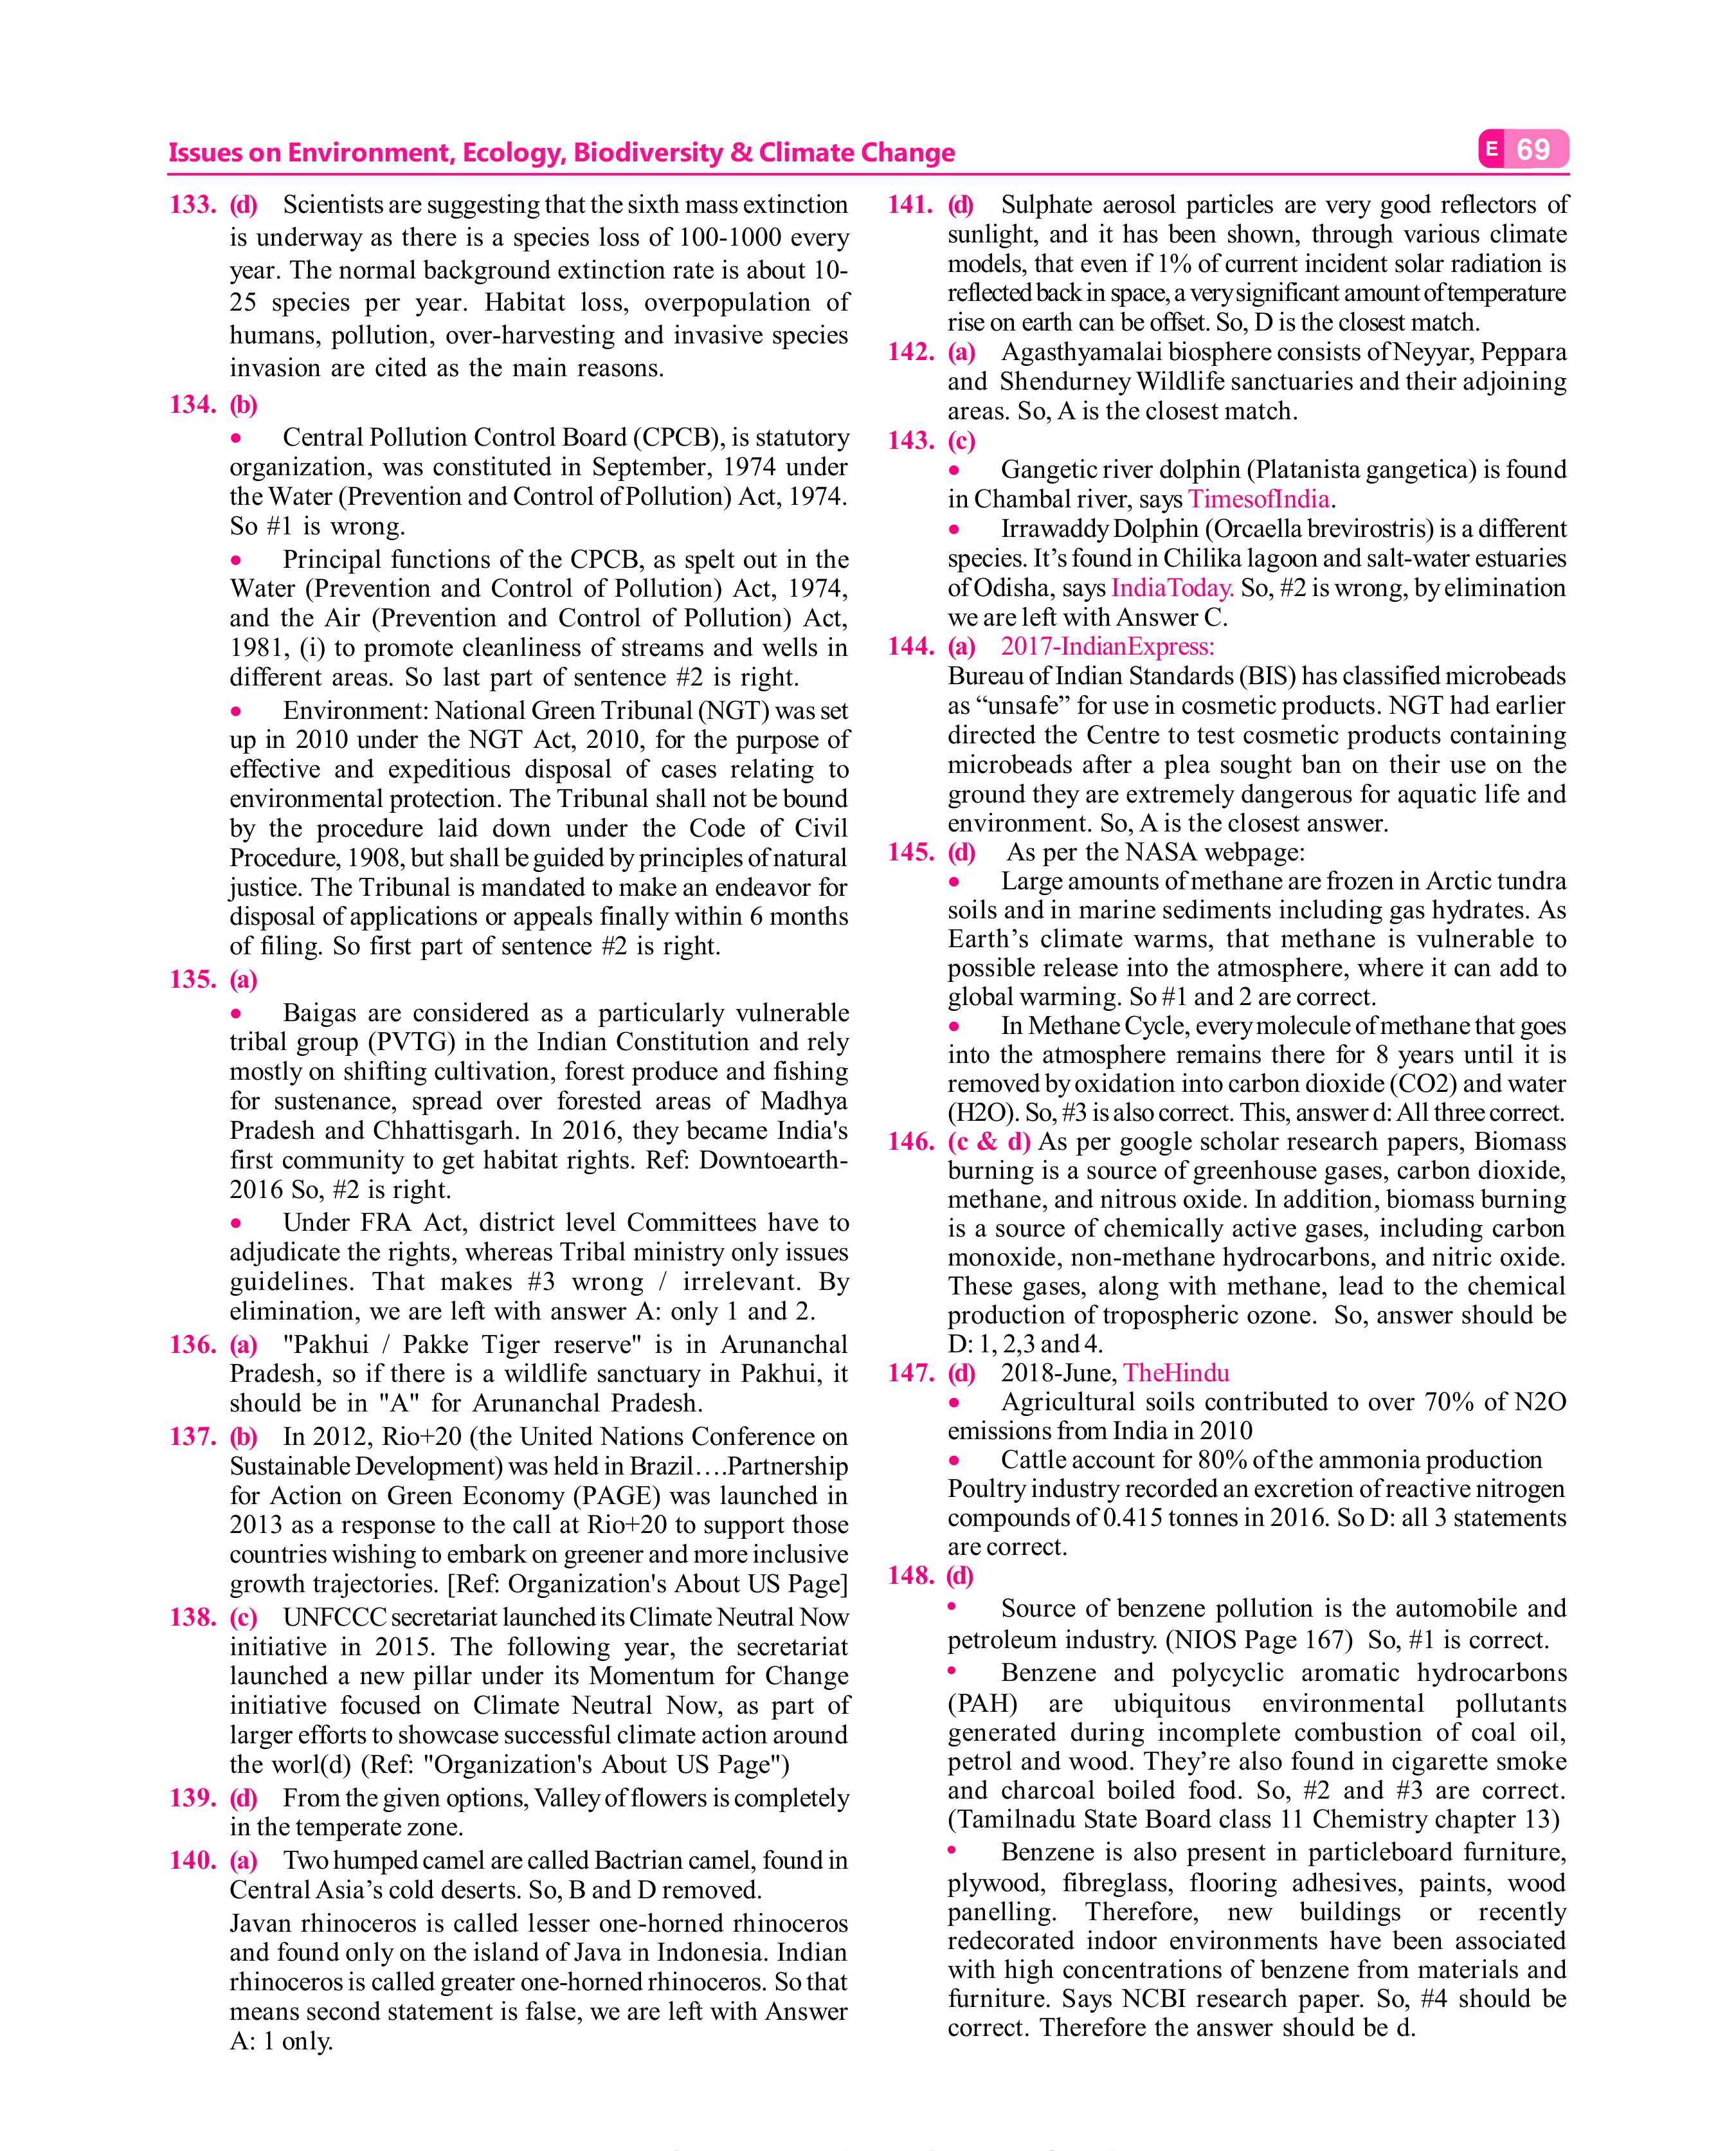 Issues on Environment, Ecology, Biodiversity & Climate Change
E 69
133. (d) Scientists are suggesting that the sixth mass extinction
is underway as there is a species loss of 100-1000 every
year. The normal background extinction rate is about 10-
25 species per year. Habitat loss, overpopulation of
humans, pollution, over-harvesting and invasive species
invasion are cited as the main reasons.
134. (b)
• Central Pollution Control Board (CPCB), is statutory
organization, was constituted in September, 1974 under
the Water (Prevention and Control of Pollution) Act, 1974.
So #1 is wrong.
• Principal functions of the CPCB, as spelt out in the
Water (Prevention and Control of Pollution) Act, 1974,
and the Air (Prevention and Control of Pollution) Act,
1981, (i) to promote cleanliness of streams and wells in
different areas. So last part of sentence #2 is right.
• Environment: National Green Tribunal (NGT) was set
up in 2010 under the NGT Act, 2010, for the purpose of
effective and expeditious disposal of cases relating to
environmental protection. The Tribunal shall not be bound
by the procedure laid down under the Code of Civil
Procedure, 1908, but shall be guided by principles of natural
justice. The Tribunal is mandated to make an endeavor for
disposal of applications or appeals finally within 6 months
of filing. So first part of sentence #2 is right.
135. (a)
• Baigas are considered as a particularly vulnerable
tribal group (PVTG) in the Indian Constitution and rely
mostly on shifting cultivation, forest produce and fishing
for sustenance, spread over forested areas of Madhya
Pradesh and Chhattisgarh. In 2016, they became India's
first community to get habitat rights. Ref: Downtoearth-
2016 So, #2 is right.
• Under FRA Act, district level Committees have to
adjudicate the rights, whereas Tribal ministry only issues
guidelines. That makes #3 wrong / irrelevant. By
elimination, we are left with answer A: only 1 and 2.
136. (a) "Pakhui / Pakke Tiger reserve" is in Arunanchal
Pradesh, so if there is a wildlife sanctuary in Pakhui, it
should be in "A" for Arunanchal Pradesh.
137. (b) In 2012, Rio+20 (the United Nations Conference on
Sustainable Development) was held in Brazil….Partnership
for Action on Green Economy (PAGE) was launched in
2013 as a response to the call at Rio+20 to support those
countries wishing to embark on greener and more inclusive
growth trajectories. [Ref: Organization's About US Page]
138. (c) UNFCCC secretariat launched its Climate Neutral Now
initiative in 2015. The following year, the secretariat
launched a new pillar under its Momentum for Change
initiative focused on Climate Neutral Now, as part of
larger efforts to showcase successful climate action around
the worl(d) (Ref: "Organization's About US Page")
139. (d) From the given options, Valley of flowers is completely
in the temperate zone.
140. (a) Two humped camel are called Bactrian camel, found in
Central Asia’s cold deserts. So, B and D removed.
Javan rhinoceros is called lesser one-horned rhinoceros
and found only on the island of Java in Indonesia. Indian
rhinoceros is called greater one-horned rhinoceros. So that
means second statement is false, we are left with Answer
A: 1 only.
141. (d) Sulphate aerosol particles are very good reflectors of
sunlight, and it has been shown, through various climate
models, that even if 1% of current incident solar radiation is
reflected back in space, a very significant amount of temperature
rise on earth can be offset. So, D is the closest match.
142. (a) Agasthyamalai biosphere consists of Neyyar, Peppara
and Shendurney Wildlife sanctuaries and their adjoining
areas. So, A is the closest match.
143. (c)
• Gangetic river dolphin (Platanista gangetica) is found
in Chambal river, says TimesofIndia.
• Irrawaddy Dolphin (Orcaella brevirostris) is a different
species. It’s found in Chilika lagoon and salt-water estuaries
of Odisha, says IndiaToday. So, #2 is wrong, by elimination
we are left with Answer C.
144. (a) 2017-IndianExpress:
Bureau of Indian Standards (BIS) has classified microbeads
as “unsafe” for use in cosmetic products. NGT had earlier
directed the Centre to test cosmetic products containing
microbeads after a plea sought ban on their use on the
ground they are extremely dangerous for aquatic life and
environment. So, A is the closest answer.
145. (d) As per the NASA webpage:
• Large amounts of methane are frozen in Arctic tundra
soils and in marine sediments including gas hydrates. As
Earth’s climate warms, that methane is vulnerable to
possible release into the atmosphere, where it can add to
global warming. So #1 and 2 are correct.
• In Methane Cycle, every molecule of methane that goes
into the atmosphere remains there for 8 years until it is
removed by oxidation into carbon dioxide (CO2) and water
(H2O). So, #3 is also correct. This, answer d: All three correct.
146. (c & d) As per google scholar research papers, Biomass
burning is a source of greenhouse gases, carbon dioxide,
methane, and nitrous oxide. In addition, biomass burning
is a source of chemically active gases, including carbon
monoxide, non-methane hydrocarbons, and nitric oxide.
These gases, along with methane, lead to the chemical
production of tropospheric ozone. So, answer should be
D: 1, 2,3 and 4.
147. (d) 2018-June, TheHindu
• Agricultural soils contributed to over 70% of N2O
emissions from India in 2010
• Cattle account for 80% of the ammonia production
Poultry industry recorded an excretion of reactive nitrogen
compounds of 0.415 tonnes in 2016. So D: all 3 statements
are correct.
148. (d)
• Source of benzene pollution is the automobile and
petroleum industry. (NIOS Page 167) So, #1 is correct.
• Benzene and polycyclic aromatic hydrocarbons
(PAH) are ubiquitous environmental pollutants
generated during incomplete combustion of coal oil,
petrol and wood. They’re also found in cigarette smoke
and charcoal boiled food. So, #2 and #3 are correct.
(Tamilnadu State Board class 11 Chemistry chapter 13)
• Benzene is also present in particleboard furniture,
plywood, fibreglass, flooring adhesives, paints, wood
panelling. Therefore, new buildings or recently
redecorated indoor environments have been associated
with high concentrations of benzene from materials and
furniture. Says NCBI research paper. So, #4 should be
correct. Therefore the answer should be d.